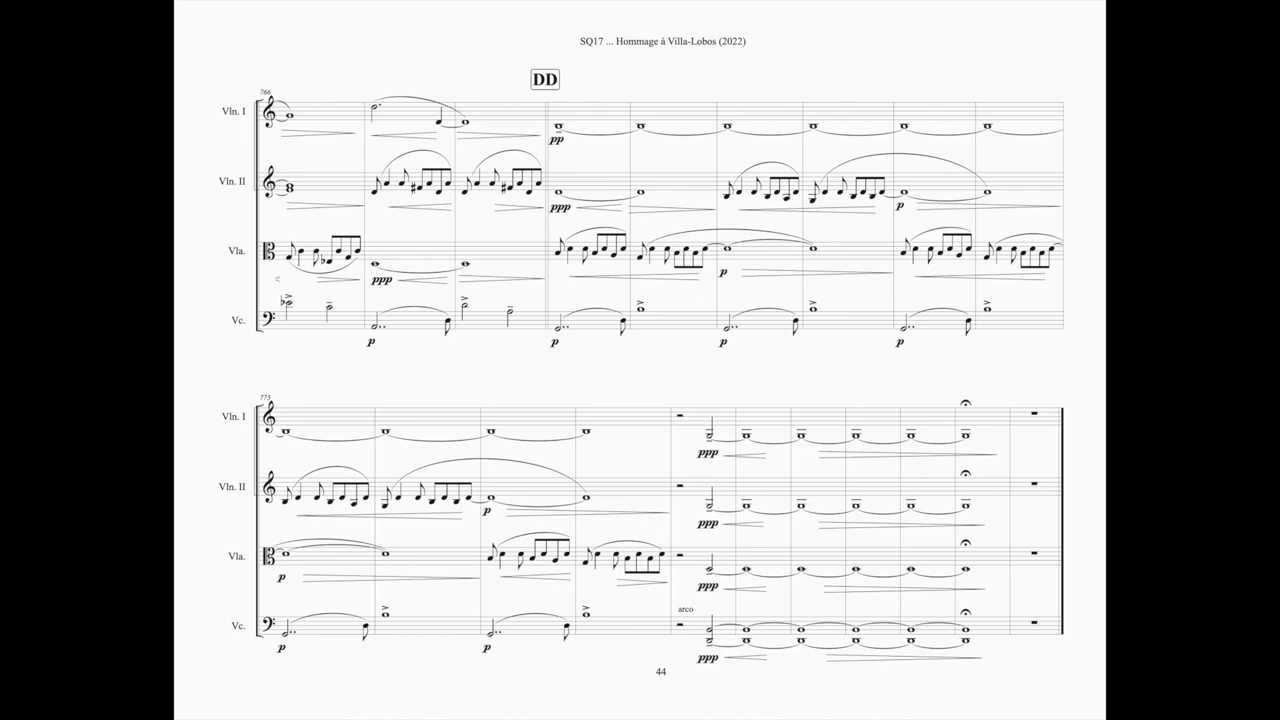 SQ17 ... Hommage à Villa-Lobos (2022)
DD
766
Vln. I
pp
Vln. II
ppp p
Vla.
ppp p
Vc.
p p p p
775
Vln. I
ppp
Vln. II
p ppp
Vla.
p ppp
arco
Vc.
p p ppp
44